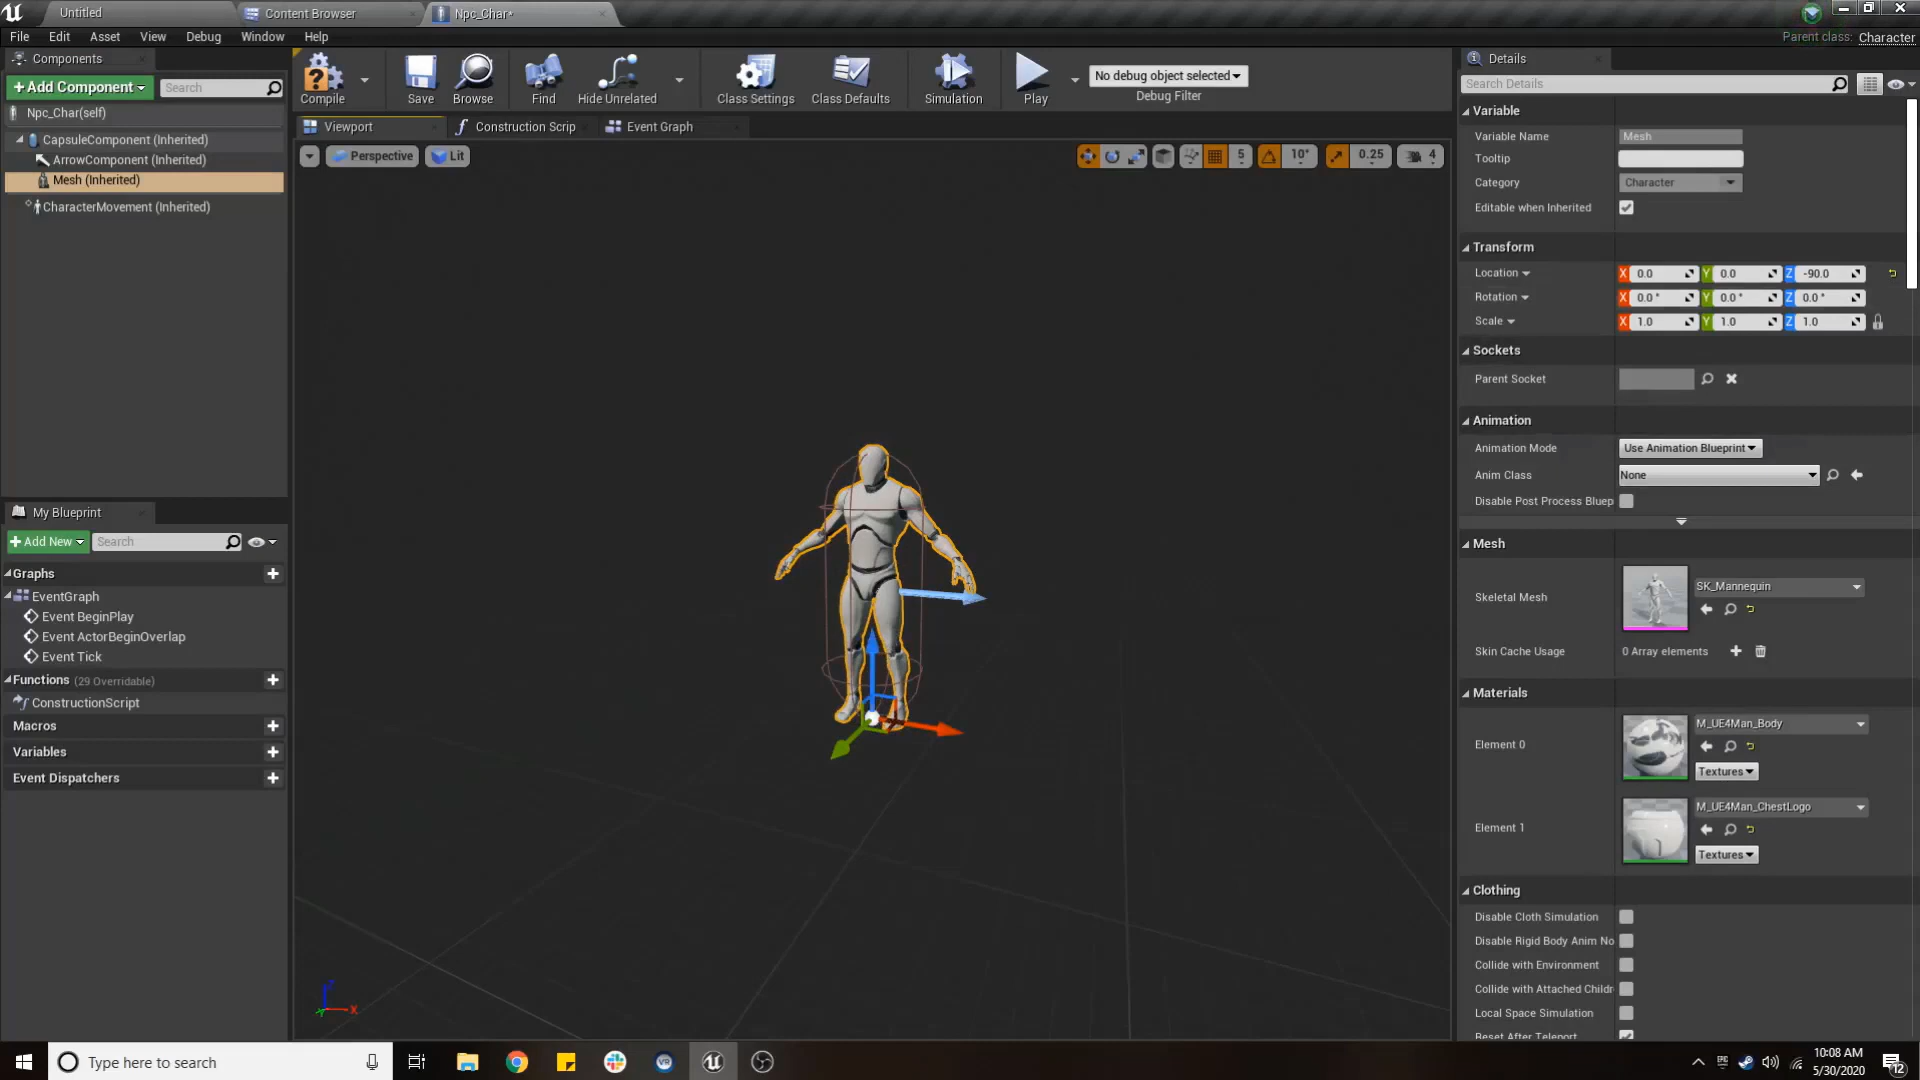 Untitled
Content Browser
Npc_Char*
File Edit Asset View Debug Window Help
Parent class: Character
Components
+Add Component
Search
Npc_Char(self)
CapsuleComponent (Inherited)
ArrowComponent (Inherited)
Mesh (Inherited)
CharacterMovement (Inherited)
My Blueprint
+Add New
Search
Graphs
EventGraph
Event BeginPlay
Event ActorBeginOverlap
Event Tick
Functions (29 Overridable)
ConstructionScript
Macros
Variables
Event Dispatchers
Compile
Save
Browse
Find
Hide Unrelated
Class Settings
Class Defaults
Simulation
Play
No debug object selected
Debug Filter
Viewport
Construction Scrip
Event Graph
Perspective
Lit
5
10°
0.25
4
Z
X
Y
Details
Search Details
Variable
Variable Name Mesh
Tooltip
Category Character
Editable when Inherited
Transform
Location X 0.0 Y 0.0 Z -90.0
Rotation X 0.0 ° Y 0.0 ° Z 0.0 °
Scale X 1.0 Y 1.0 Z 1.0
Sockets
Parent Socket
Animation
Animation Mode Use Animation Blueprint
Anim Class None
Disable Post Process Bluep
Mesh
Skeletal Mesh SK_Mannequin
Skin Cache Usage 0 Array elements
Materials
Element 0 M_UE4Man_Body
Textures
Element 1 M_UE4Man_ChestLogo
Textures
Clothing
Disable Cloth Simulation
Disable Rigid Body Anim No
Collide with Environment
Collide with Attached Childr
Local Space Simulation
Reset After Teleport
Type here to search
10:08 AM
5/30/2020
12